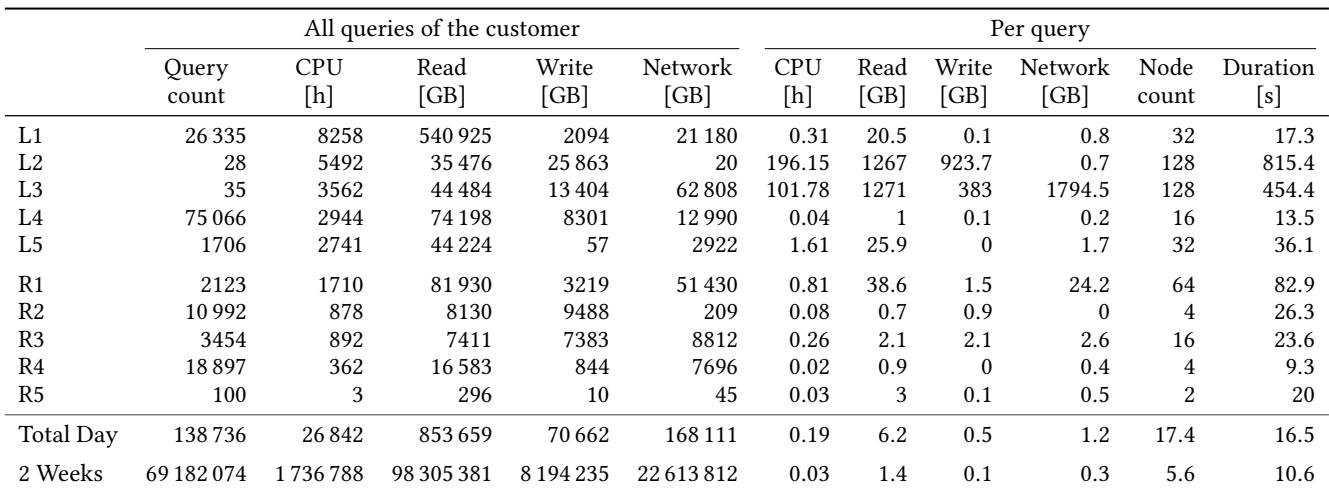 All queries of the customer Per query
Query CPU Read Write Network CPU Read Write Network Node Duration
count [h] [GB] [GB] [GB] [h] [GB] [GB] [GB] count [s]
L1 26 335 8258 540 925 2094 21 180 0.31 20.5 0.1 0.8 32 17.3
L2 28 5492 35 476 25 863 20 196.15 1267 923.7 0.7 128 815.4
L3 35 3562 44 484 13 404 62 808 101.78 1271 383 1794.5 128 454.4
L4 75 066 2944 74 198 8301 12 990 0.04 1 0.1 0.2 16 13.5
L5 1706 2741 44 224 57 2922 1.61 25.9 0 1.7 32 36.1
R1 2123 1710 81 930 3219 51 430 0.81 38.6 1.5 24.2 64 82.9
R2 10 992 878 8130 9488 209 0.08 0.7 0.9 0 4 26.3
R3 3454 892 7411 7383 8812 0.26 2.1 2.1 2.6 16 23.6
R4 18 897 362 16 583 844 7696 0.02 0.9 0 0.4 4 9.3
R5 100 3 296 10 45 0.03 3 0.1 0.5 2 20
Total Day 138 736 26 842 853 659 70 662 168 111 0.19 6.2 0.5 1.2 17.4 16.5
2 Weeks 69 182 074 1 736 788 98 305 381 8 194 235 22 613 812 0.03 1.4 0.1 0.3 5.6 10.6